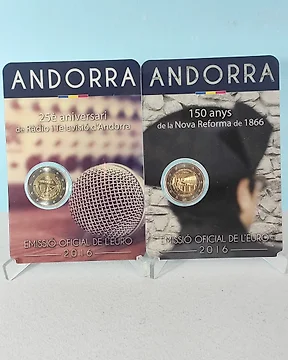 ANDORRA
25è aniversari
de Ràdio i Televisió d'Andorra
EMISSIÓ OFICIAL DE L'EURO
2016
ANDORRA
150 anys
de la Nova Reforma de 1866
EMISSIÓ OFICIAL DE L'EURO
2016